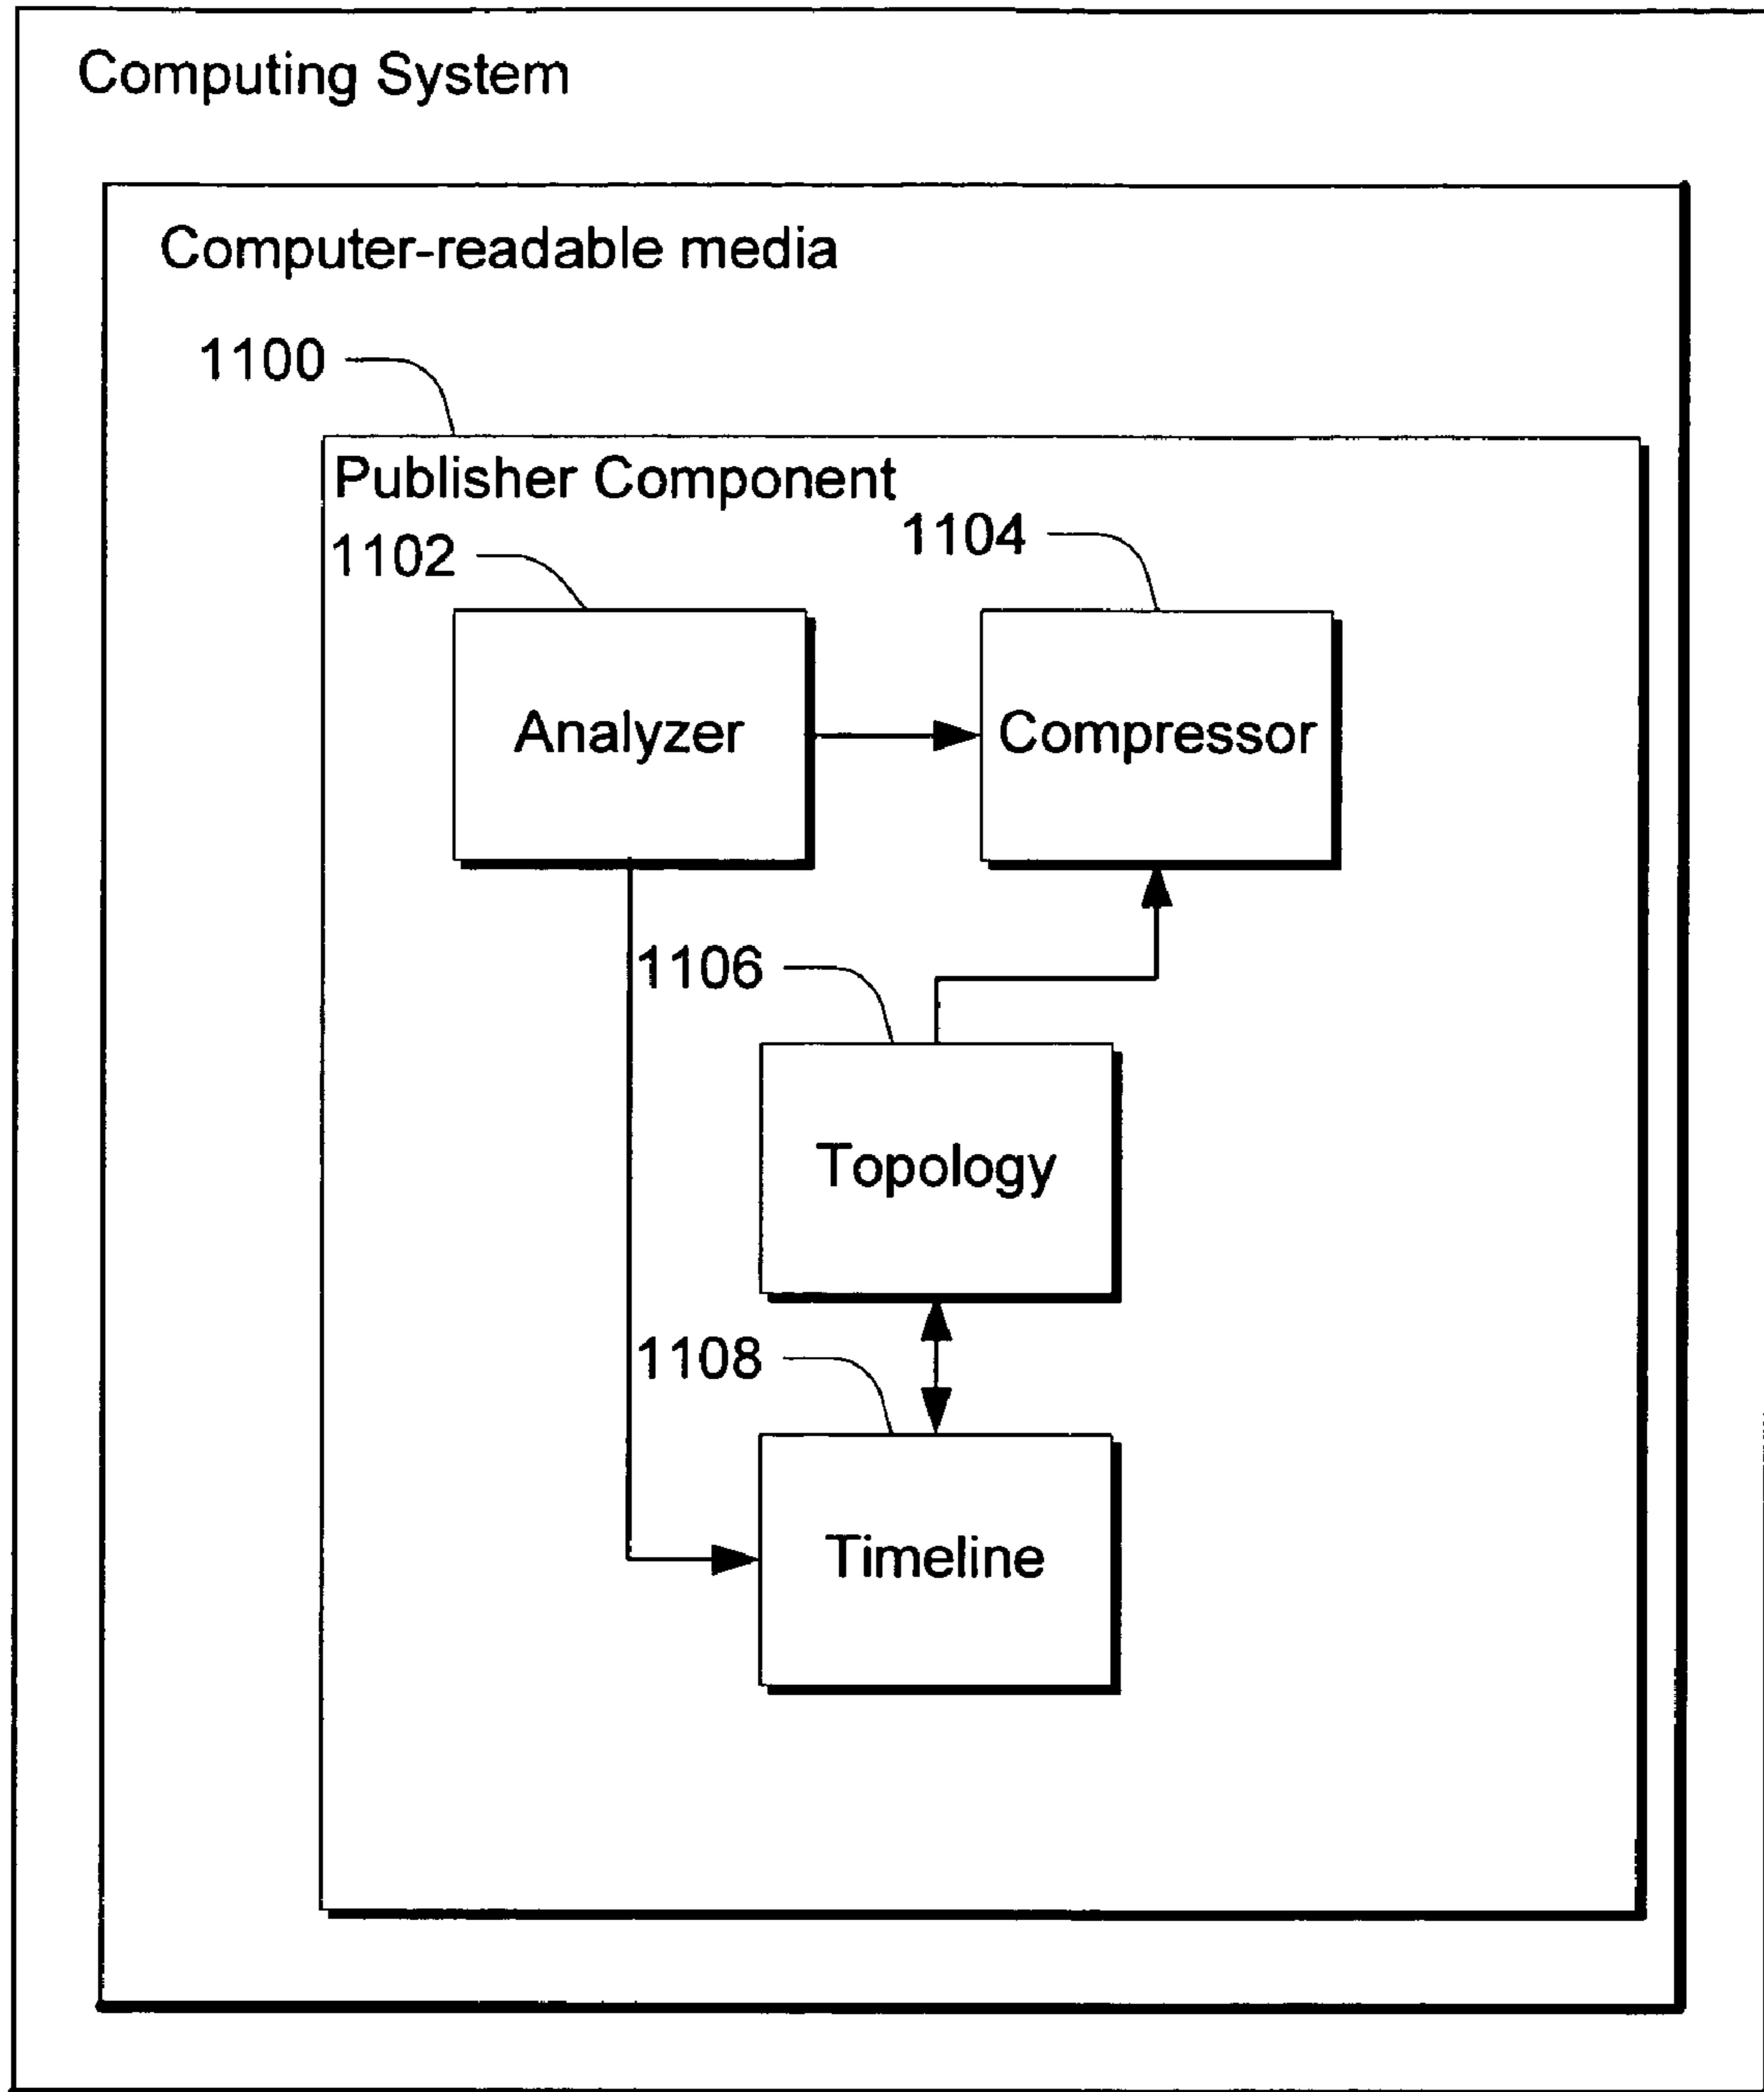 Computing System
Computer-readable media
1100
Publisher Component
1102
1104
Analyzer
Compressor
1106
Topology
1108
Timeline